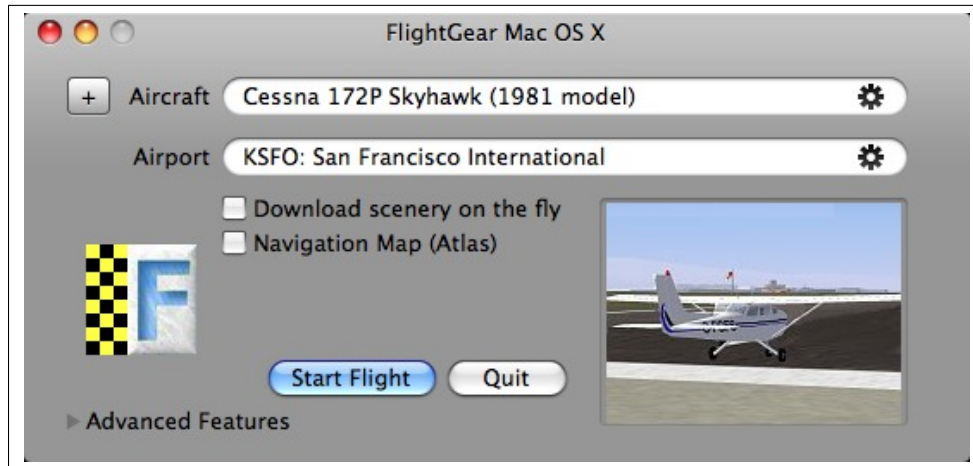 FlightGear Mac OS X
+ Aircraft Cessna 172P Skyhawk (1981 model)
Airport KSFO: San Francisco International
Download scenery on the fly
Navigation Map (Atlas)
F
Start Flight Quit
Advanced Features